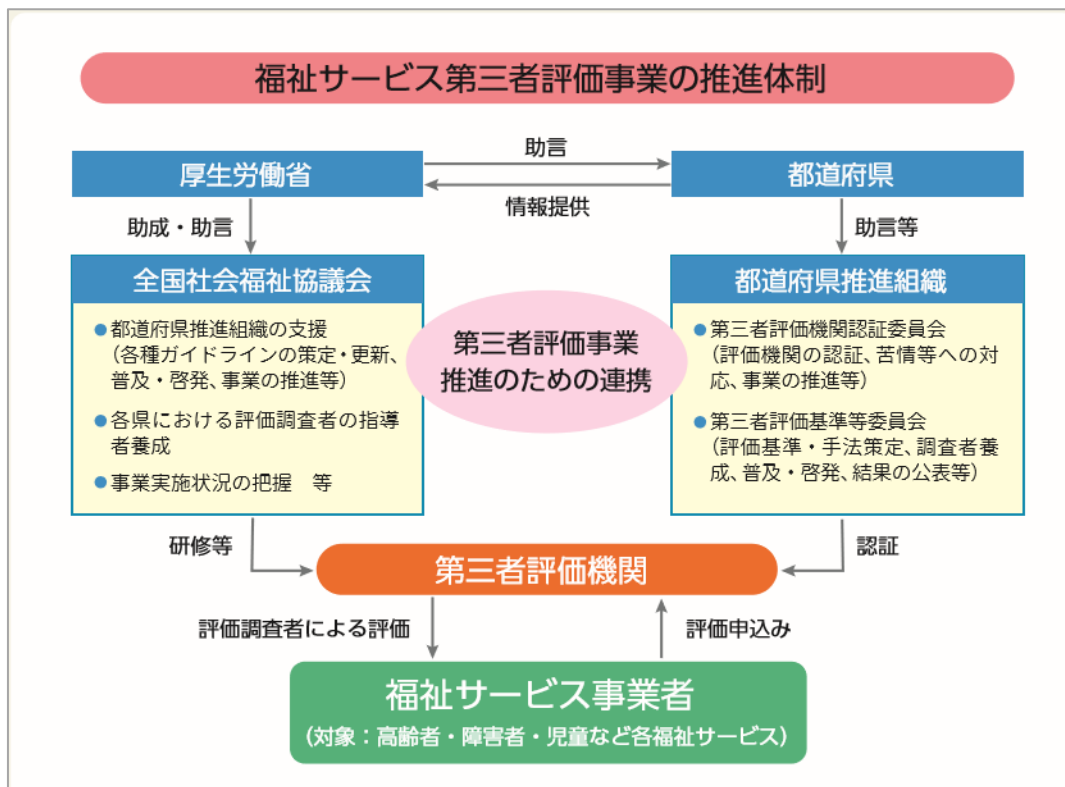 福祉サービス第三者評価事業の推進体制
助言
厚生労働省
都道府県
情報提供
助成・助言
助言等
全国社会福祉協議会
●都道府県推進組織の支援
(各種ガイドラインの策定・更新、
普及・啓発、事業の推進等)
●各県における評価調査者の指導
者養成
●事業実施状況の把握　等
第三者評価事業
推進のための連携
都道府県推進組織
●第三者評価機関認証委員会
(評価機関の認証、苦情等への対
応、事業の推進等)
●第三者評価基準等委員会
(評価基準・手法策定、調査者養
成、普及・啓発、結果の公表等)
研修等
認証
第三者評価機関
評価調査者による評価
評価申込み
福祉サービス事業者
(対象：高齢者・障害者・児童など各福祉サービス)